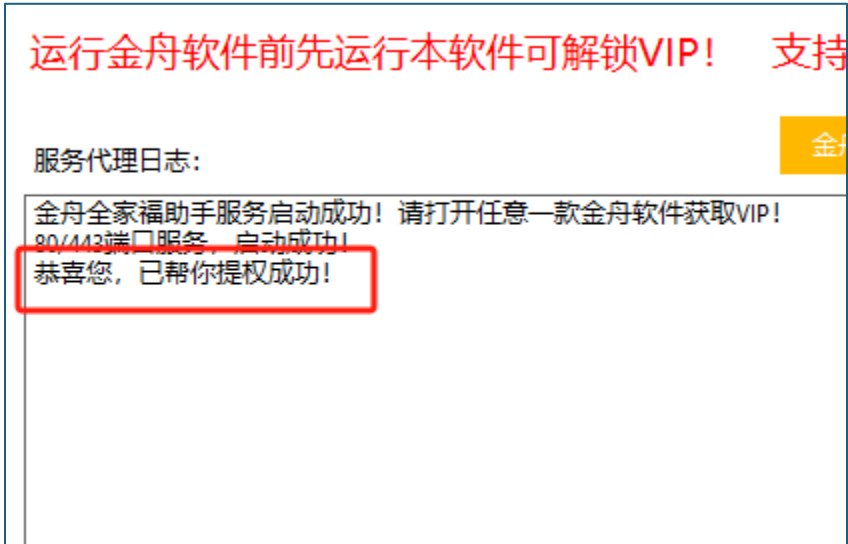 运行金舟软件前先运行本软件可解锁VIP！ 支持
金舟
服务代理日志：
金舟全家福助手服务启动成功！请打开任意一款金舟软件获取VIP！
80/443端口服务，启动成功！
恭喜您，已帮你提权成功！